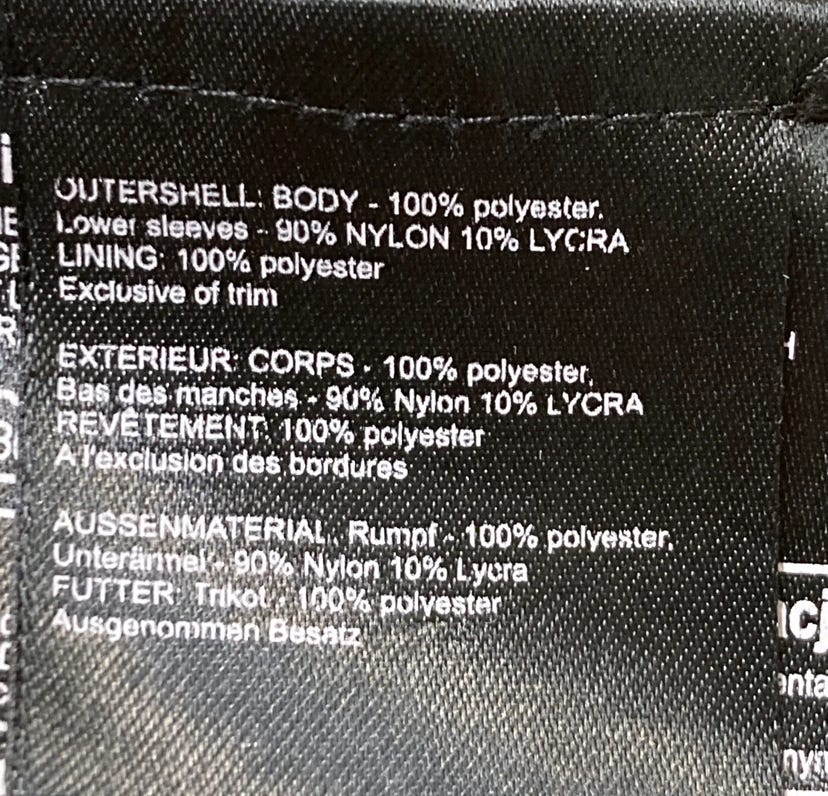 OUTERSHELL: BODY - 100% polyester.
Lower sleeves - 90% NYLON 10% LYCRA
LINING: 100% polyester
Exclusive of trim
EXTERIEUR: CORPS - 100% polyester.
Bas des manches - 90% Nylon 10% LYCRA
REVÊTEMENT: 100% polyester
A l'exclusion des bordures
AUSSENMATERIAL. Rumpf - 100% polyester.
Unterärmel - 90% Nylon 10% Lycra
FUTTER: Trikot - 100% polyester
Ausgenommen Besatz